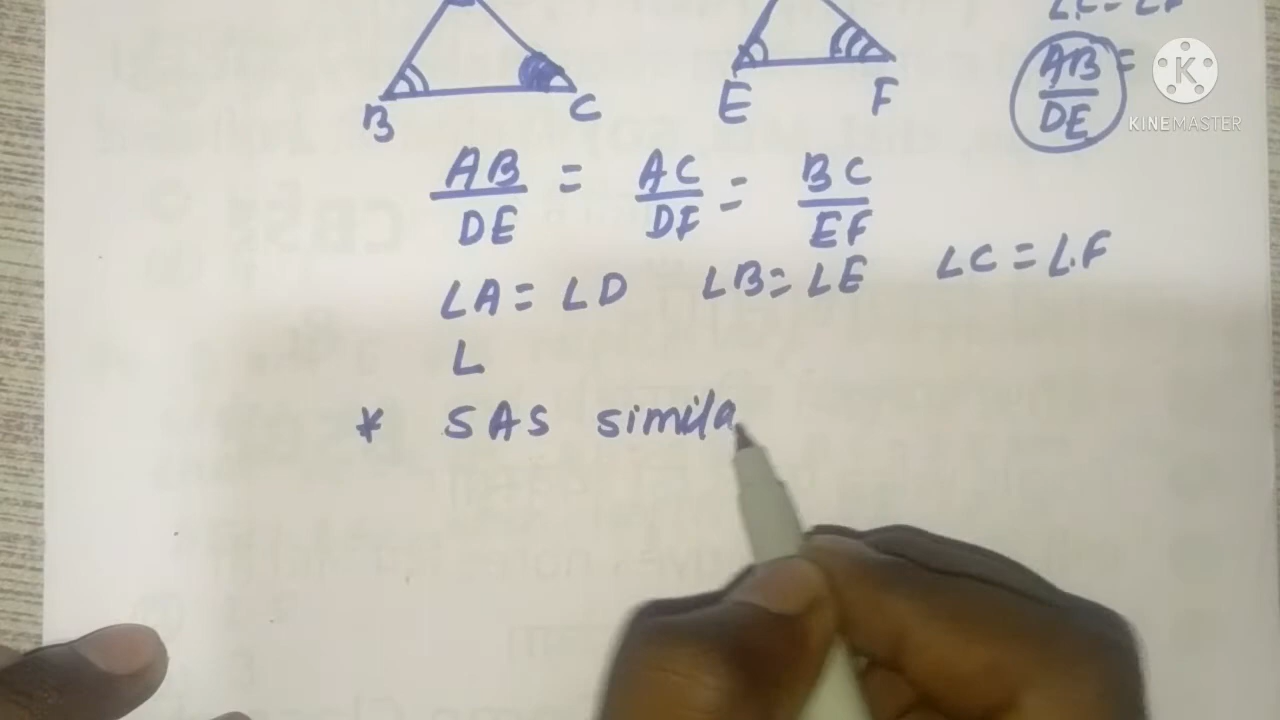 B C E F
AB/DE =
K
KINEMASTER
AB/DE = AC/DF = BC/EF
∠A = ∠D ∠B = ∠E ∠C = ∠F
∠
* SAS simila